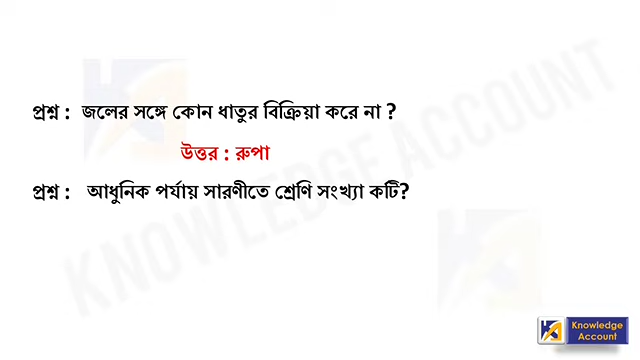 প্রশ্ন : জলের সঙ্গে কোন ধাতুর বিক্রিয়া করে না ?
উত্তর : রুপা
প্রশ্ন : আধুনিক পর্যায় সারণীতে শ্রেণি সংখ্যা কটি?
KNOWLEDGE ACCOUNT
Knowledge
Account